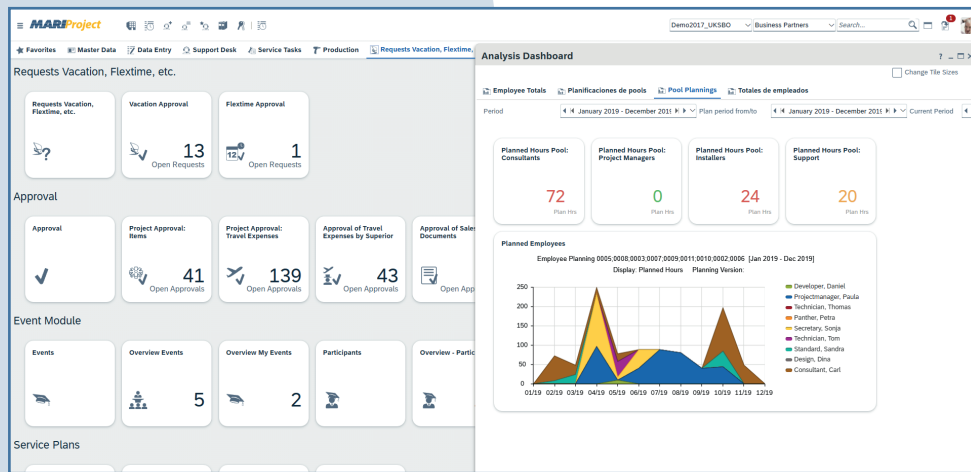 MARIProject
Demo2017_UKSBO
Business Partners
Search...
1
Favorites
Master Data
Data Entry
Support Desk
Service Tasks
Production
Requests Vacation, Flextime,
Requests Vacation, Flextime, etc.
Requests Vacation, Flextime, etc.
Vacation Approval
13
Open Requests
Flextime Approval
12
1
Open Requests
Approval
Approval
Project Approval: Items
41
Open Approvals
Project Approval: Travel Expenses
139
Open Approvals
Approval of Travel Expenses by Superior
43
Open Approvals
Approval of Sales Documents
Open App
Event Module
Events
Overview Events
5
Overview My Events
2
Participants
Overview - Partic
Service Plans
Analysis Dashboard
Change Tile Sizes
Employee Totals
Planificaciones de pools
Pool Plannings
Totales de empleados
Period
January 2019 - December 201
Plan period from/to
January 2019 - December 201
Current Period
Planned Hours Pool: Consultants
72
Plan Hrs
Planned Hours Pool: Project Managers
0
Plan Hrs
Planned Hours Pool: Installers
24
Plan Hrs
Planned Hours Pool: Support
20
Plan Hrs
Planned Employees
Employee Planning 0005;0008;0003;0007;0009;0011;0010;0002;0006 [Jan 2019 - Dec 2019]
Display: Planned Hours Planning Version:
250
200
150
100
50
0
01/19 02/19 03/19 04/19 05/19 06/19 07/19 08/19 09/19 10/19 11/19 12/19
Developer, Daniel
Projectmanager, Paula
Technician, Thomas
Panther, Petra
Secretary, Sonja
Technician, Tom
Standard, Sandra
Design, Dina
Consultant, Carl